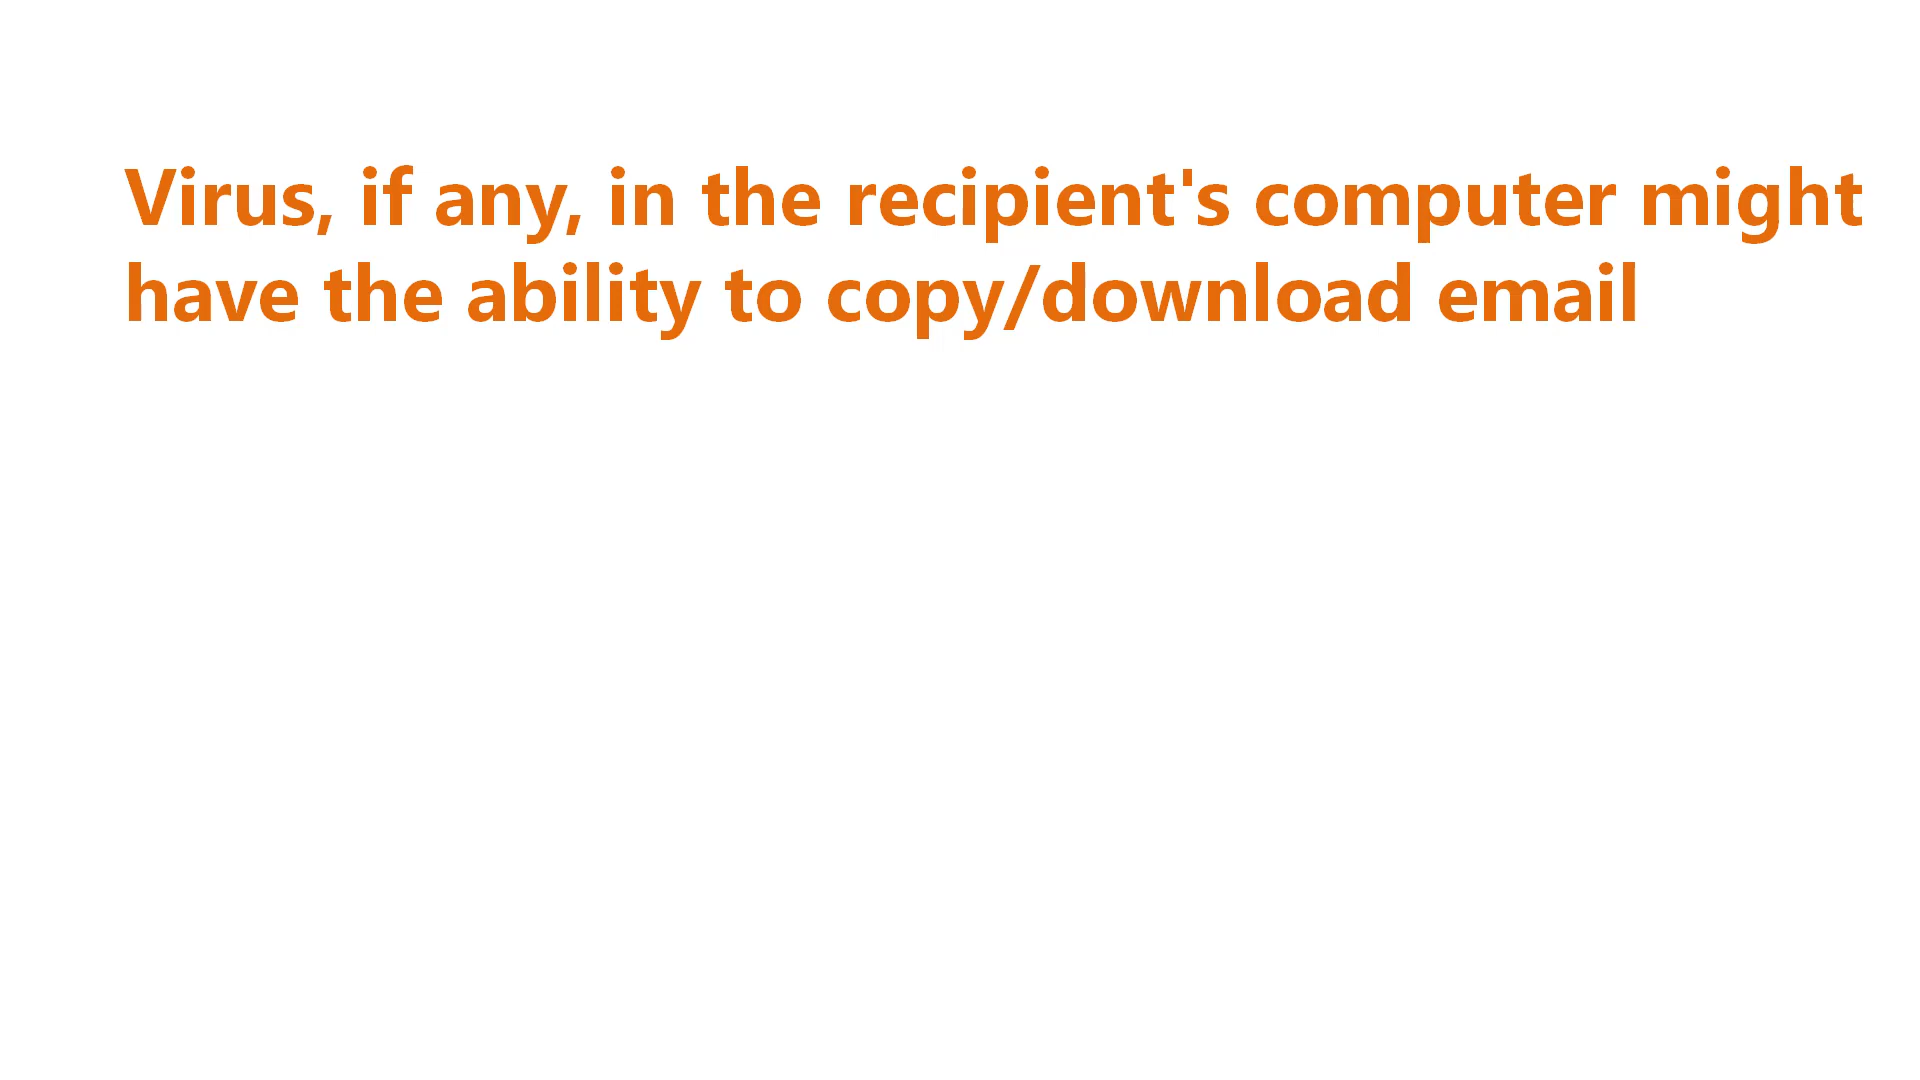 Virus, if any, in the recipient's computer might
have the ability to copy/download email